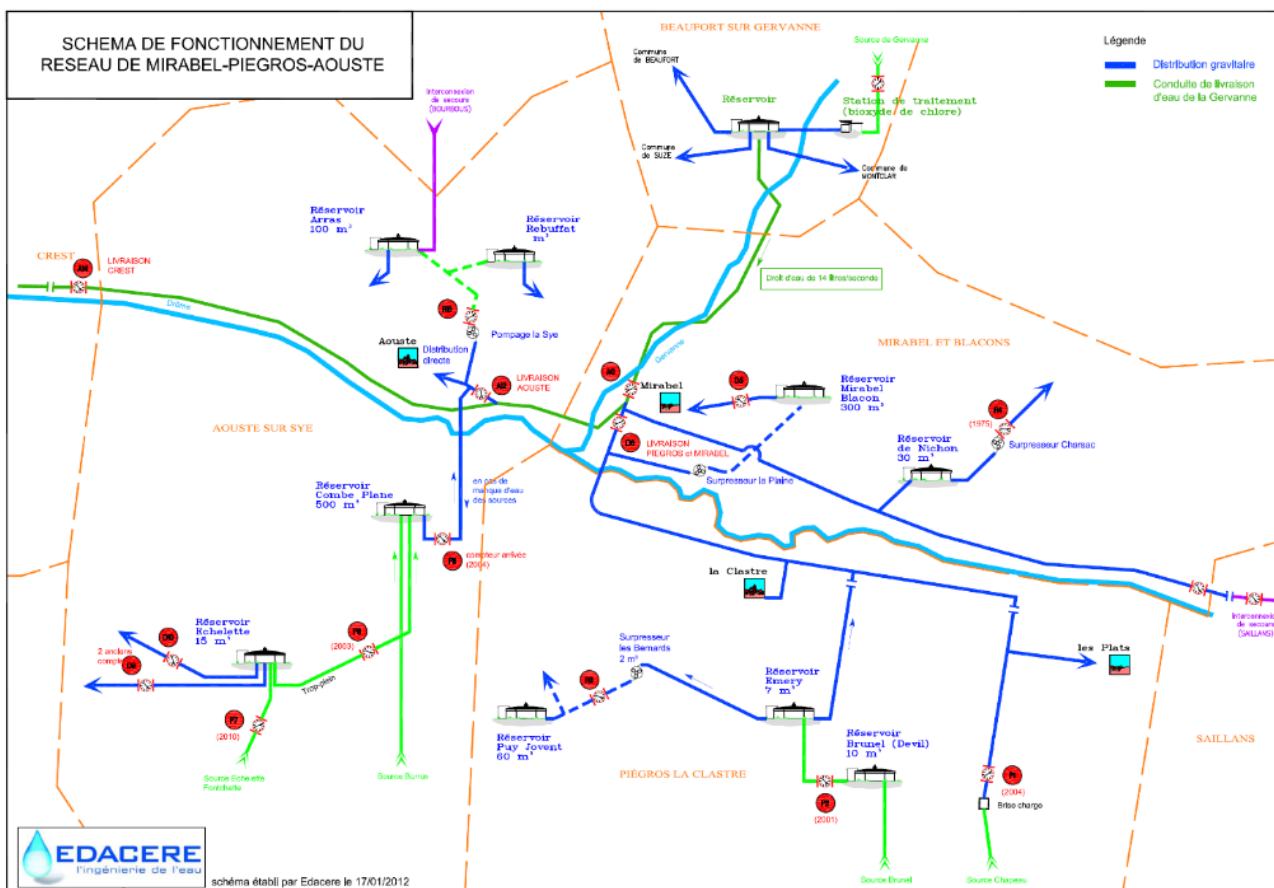 SCHEMA DE FONCTIONNEMENT DU
RESEAU DE MIRABEL-PIEGROS-AOUSTE
BEAUFORT SUR GERVANNE
Source de Gervanne
Légende
Distribution gravitaire
Conduite de livraison
d'eau de la Gervanne
Commune
de BEAUFORT
Réservoir
Station de traitement
(bioxyde de chlore)
Commune
de SUZE
Commune de
MONTCLAR
Interconnexion
de secours
(BOURBOUS)
Réservoir
Arras
100 m³
Réservoir
Rebuffat
m³
CREST
LIVRAISON
CREST
Drôme
Droit d'eau de 14 litres/seconde
Pompage la Sye
Aouste
Distribution
directe
LIVRAISON
AOUSTE
Gervanne
MIRABEL ET BLACONS
Mirabel
Réservoir
Mirabel
Blacon
300 m³
(1975)
Surpresseur Charsac
AOUSTE SUR SYE
LIVRAISON
PIEGROS et MIRABEL
Surpresseur la Plaine
Réservoir
de Nichon
30 m³
Réservoir
Combe Plane
500 m³
en cas de
manque d'eau
des sources
compteur arrivée
(2004)
la Clastre
Interconnexion
de secours
(SAILLANS)
Réservoir
Echelette
15 m³
D10
2 anciens
(2003)
Trop-plein
P7
(2010)
Surpresseur
les Bernards
2 m³
les Plats
Réservoir
Emery
7 m³
Réservoir
Puy Jovent
60 m³
Réservoir
Brunel (Devil)
10 m³
SAILLANS
Source Echelette
Fontchette
Source Burrus
PIÉGROS LA CLASTRE
P2
(2001)
P1
(2004)
Brise charge
Source Brunel
Source Chapeau
EDACERE
l'ingénierie de l'eau
schéma établi par Edacere le 17/01/2012